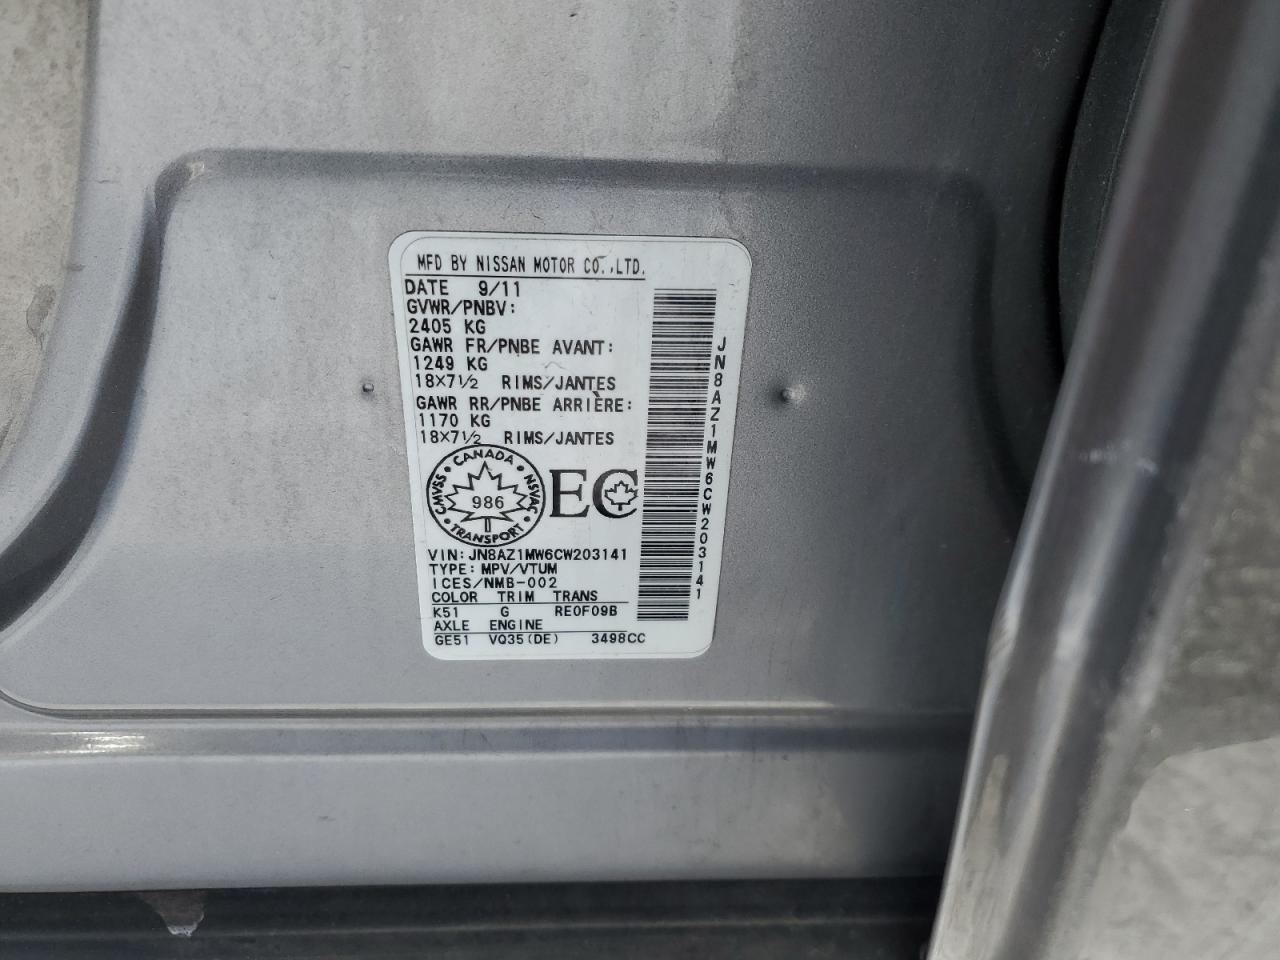 MFD BY NISSAN MOTOR CO.,LTD.
DATE 9/11
GVWR/PNBV:
2405 KG
GAWR FR/PNBE AVANT:
1249 KG
18×7½ RIMS/JANTES
GAWR RR/PNBE ARRIÈRE:
1170 KG
18×7½ RIMS/JANTES
CANADA
CMVSS NSVAC
986
TRANSPORT
EC
VIN:JN8AZ1MW6CW203141
TYPE: MPV/VTUM
ICES/NMB-002
COLOR TRIM TRANS
K51 G RE0F09B
AXLE ENGINE
GE51 VQ35(DE) 3498CC
JN8AZ1MW6CW203141